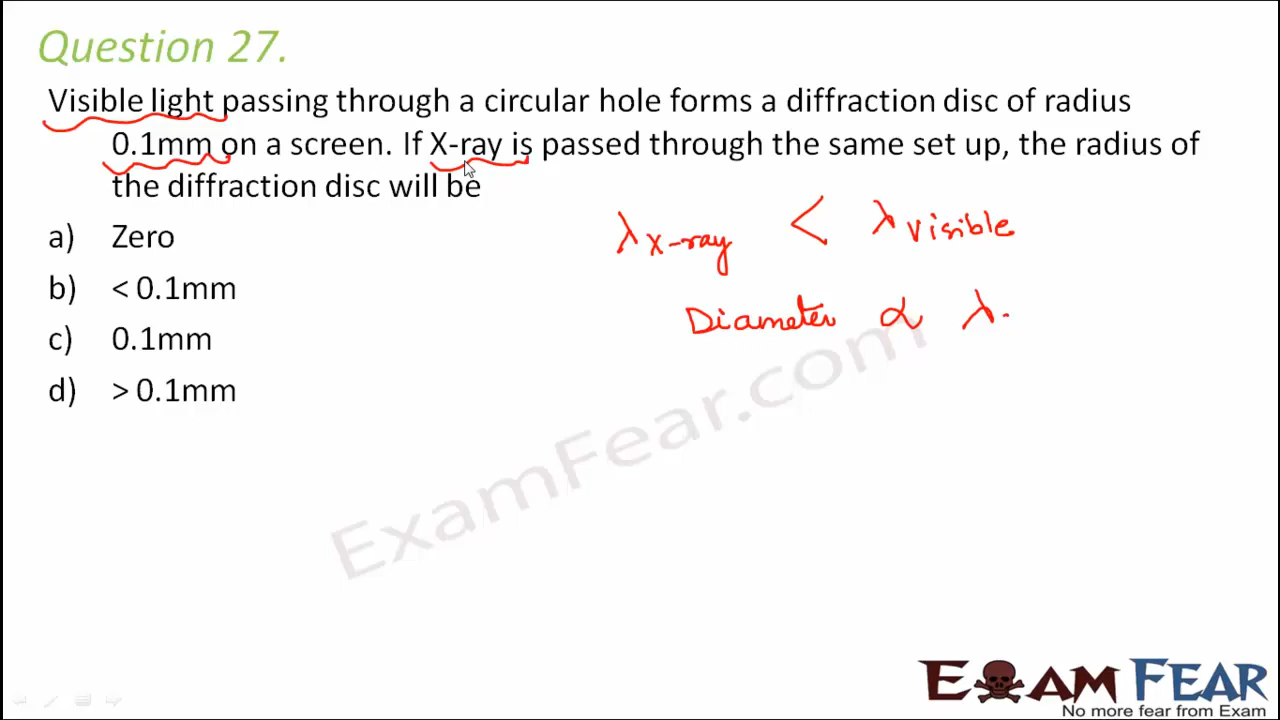 Question 27.
Visible light passing through a circular hole forms a diffraction disc of radius
0.1mm on a screen. If X-ray is passed through the same set up, the radius of
the diffraction disc will be
a) Zero
b) < 0.1mm
c) 0.1mm
d) > 0.1mm
λ X-ray < λ visible
Diameter ∝ λ.
ExamFear.com
EXAM FEAR
No more fear from Exam